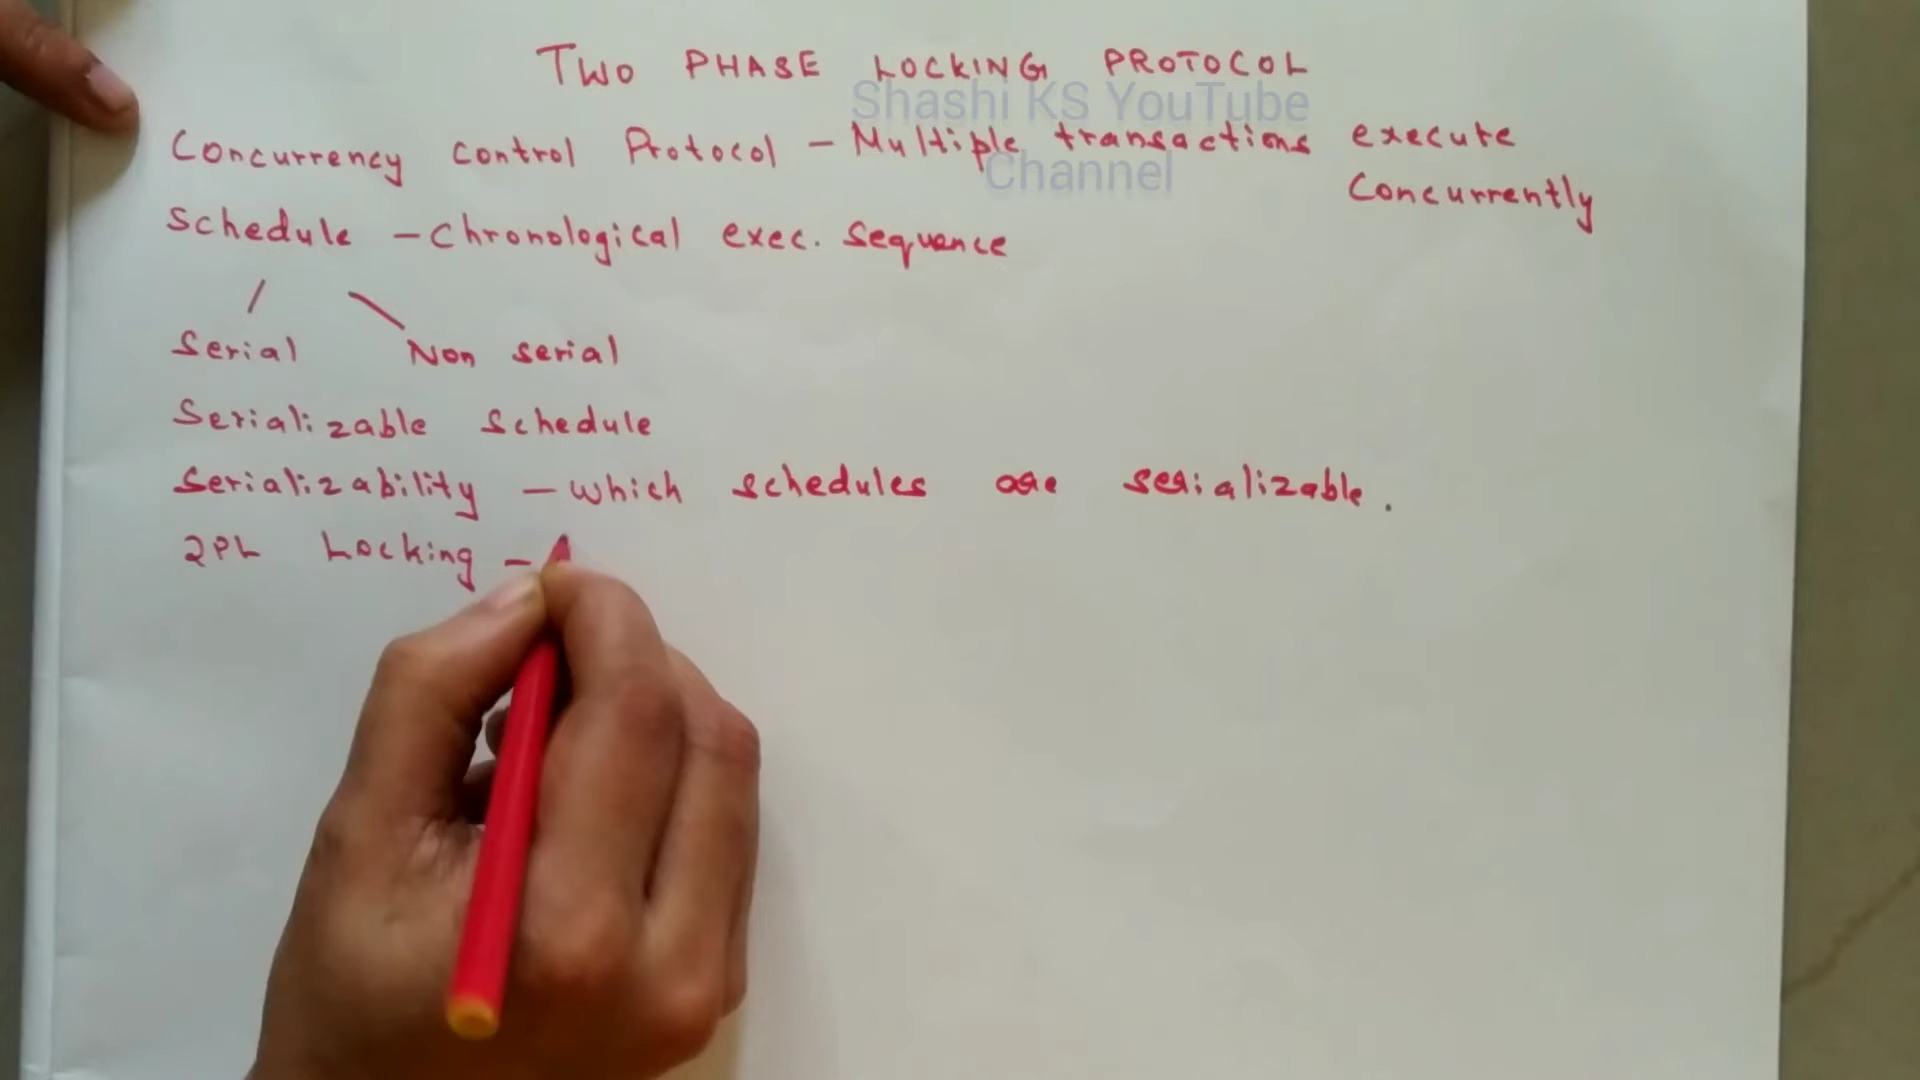 TWO PHASE LOCKING PROTOCOL
Shashi KS YouTube
Channel
Concurrency control Protocol - Multiple transactions execute
Concurrently
Schedule - chronological exec. sequence
Serial Non serial
Serializable schedule
Serializability - which schedules are serializable.
2PL Locking -